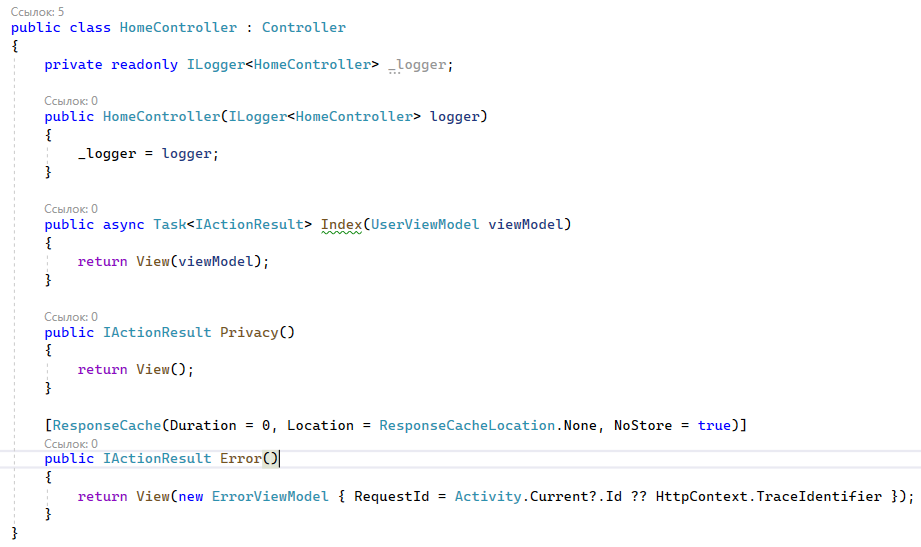 Ссылок: 5
public class HomeController : Controller
{
    private readonly ILogger<HomeController> _logger;
    Ссылок: 0
    public HomeController(ILogger<HomeController> logger)
    {
        _logger = logger;
    }
    Ссылок: 0
    public async Task<IActionResult> Index(UserViewModel viewModel)
    {
        return View(viewModel);
    }
    Ссылок: 0
    public IActionResult Privacy()
    {
        return View();
    }
    [ResponseCache(Duration = 0, Location = ResponseCacheLocation.None, NoStore = true)]
    Ссылок: 0
    public IActionResult Error()
    {
        return View(new ErrorViewModel { RequestId = Activity.Current?.Id ?? HttpContext.TraceIdentifier });
    }
}